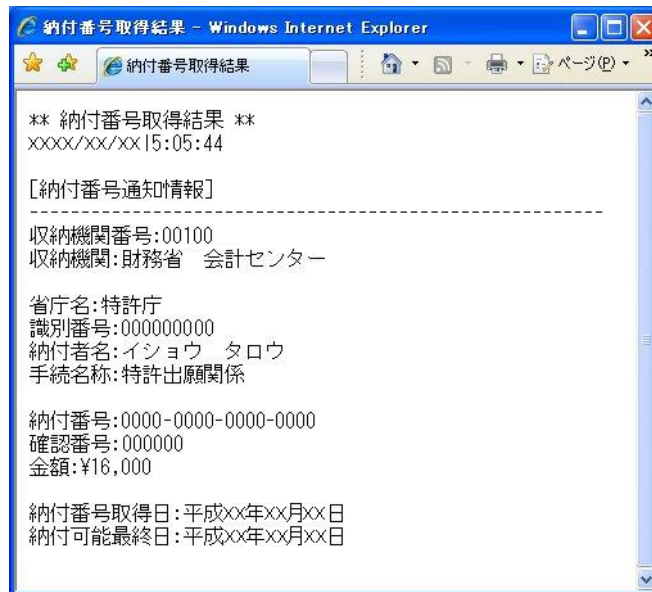 納付番号取得結果 - Windows Internet Explorer
納付番号取得結果
ページ(P)
** 納付番号取得結果 **
xxxx/xx/xx15:05:44
[納付番号通知情報]
------------------------------------------------------------
収納機関番号:00100
収納機関:財務省　会計センター
省庁名:特許庁
識別番号:000000000
納付者名:イショウ　タロウ
手続名称:特許出願関係
納付番号:0000-0000-0000-0000
確認番号:000000
金額:¥16,000
納付番号取得日:平成xx年xx月xx日
納付可能最終日:平成xx年xx月xx日